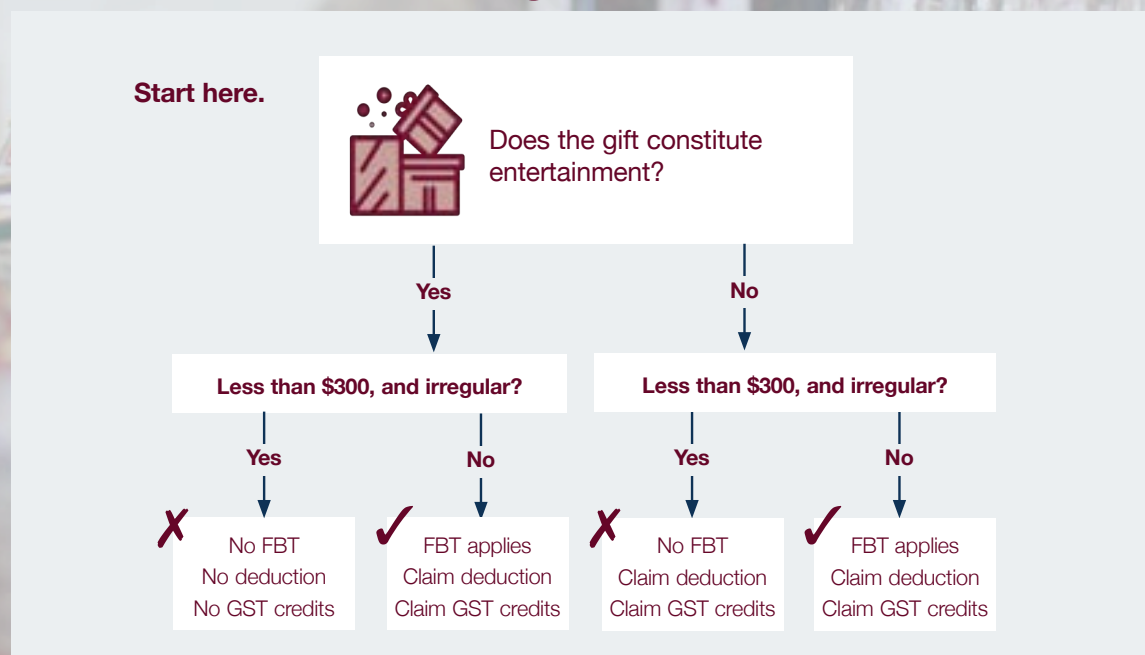 Start here.
Does the gift constitute
entertainment?
Yes
No
Less than $300, and irregular?
Less than $300, and irregular?
Yes
No
Yes
No
No FBT
No deduction
No GST credits
FBT applies
Claim deduction
Claim GST credits
No FBT
Claim deduction
Claim GST credits
FBT applies
Claim deduction
Claim GST credits